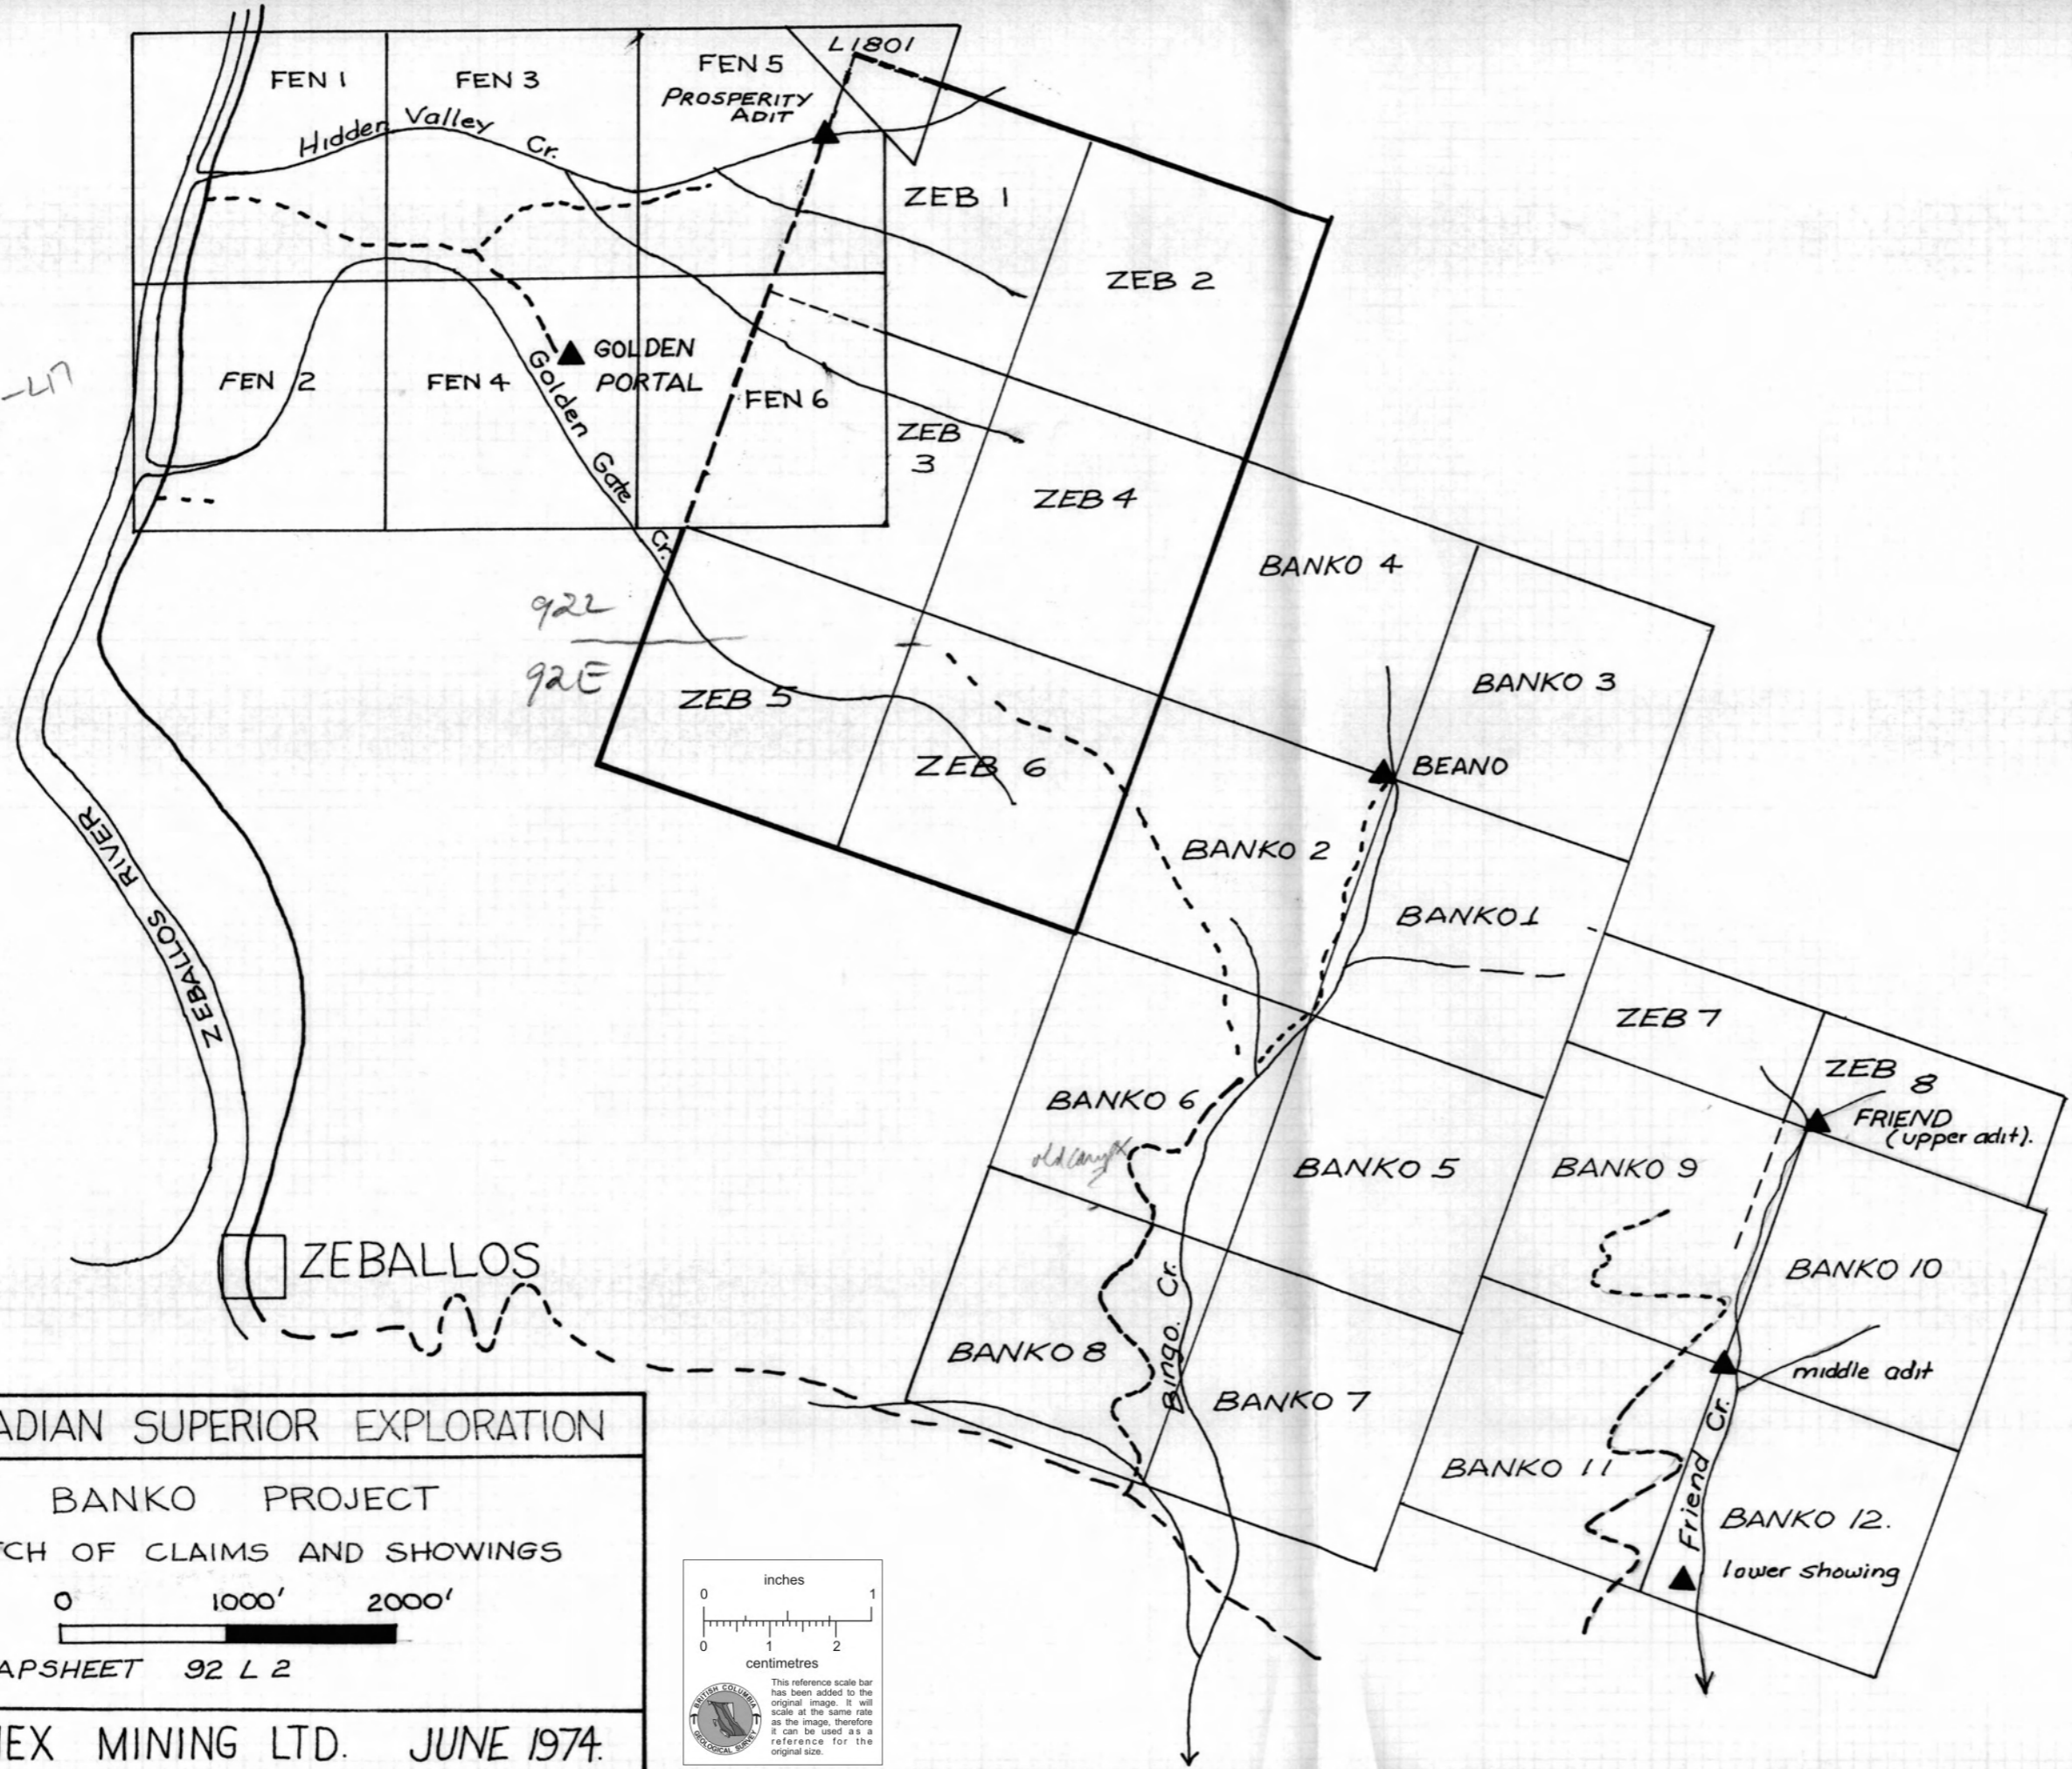 L1801
FEN 1
FEN 3
FEN 5
PROSPERITY
ADIT
Hidden Valley Cr.
ZEB 1
ZEB 2
GOLDEN
PORTAL
FEN 2
FEN 4
Golden Gate Cr.
FEN 6
ZEB
3
ZEB 4
BANKO 4
922
92E
ZEB 5
BANKO 3
ZEB 6
BEANO
BANKO 2
ZEBALLOS RIVER
BANKO 1
ZEB 7
ZEB 8
FRIEND
(upper adit).
BANKO 6
BANKO 5
BANKO 9
ZEBALLOS
BANKO 10
Bingo. Cr.
BANKO 8
middle adit
BANKO 7
BANKO 11
Friend Cr.
BANKO 12.
lower showing
ADIAN SUPERIOR EXPLORATION
BANKO PROJECT
TCH OF CLAIMS AND SHOWINGS
0 1000' 2000'
APSHEET 92 L 2
EX MINING LTD. JUNE 1974.
inches
0 1
0 1 2
centimetres
BRITISH COLUMBIA
GEOLOGICAL SURVEY
This reference scale bar
has been added to the
original image. It will
scale at the same rate
as the image, therefore
it can be used as a
reference for the
original size.